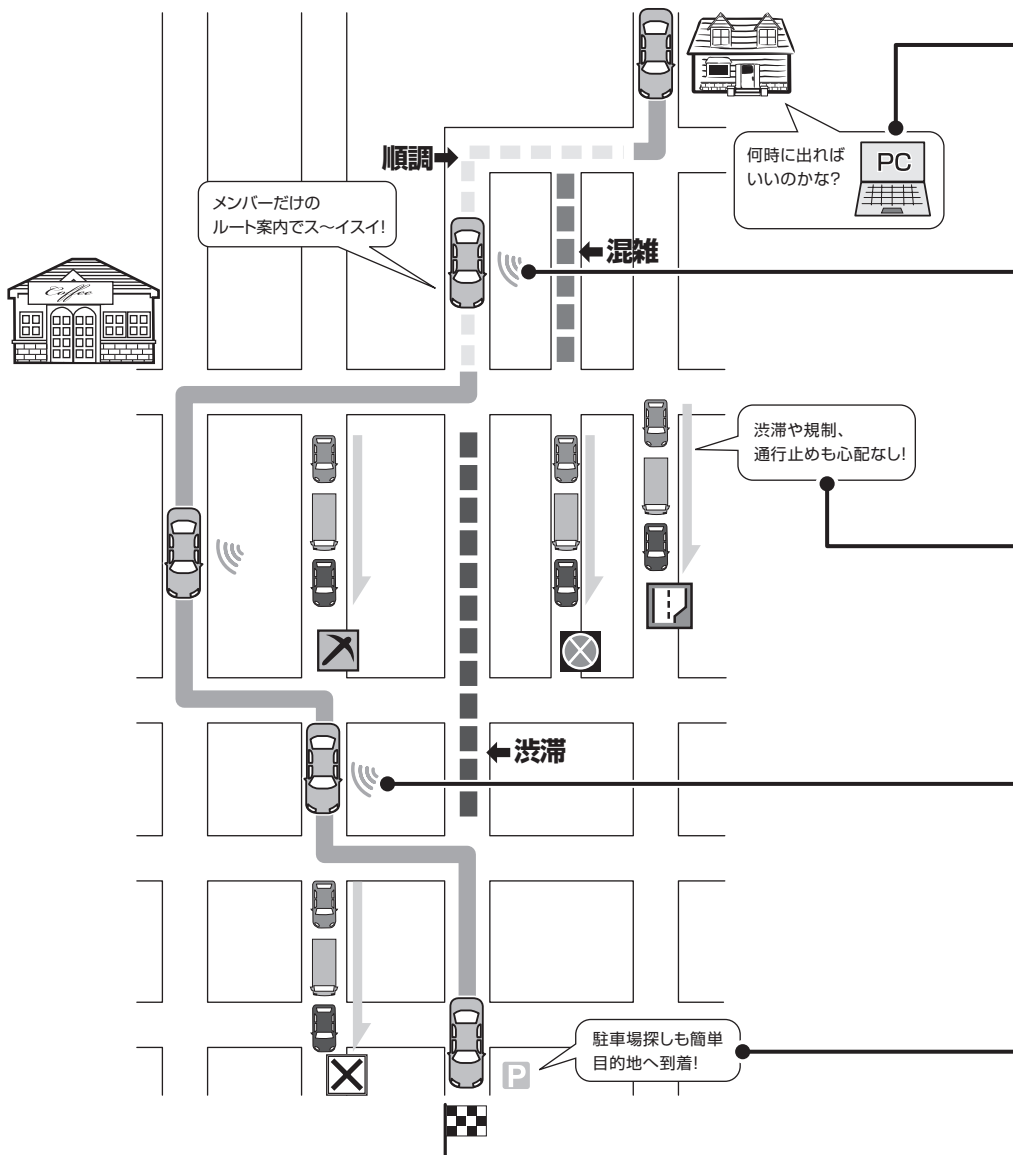 何時に出れば
いいのかな?
PC
順調
メンバーだけの
ルート案内でス〜イスイ!
混雑
Coffee
渋滞や規制、
通行止めも心配なし!
渋滞
駐車場探しも簡単
目的地へ到着!
P